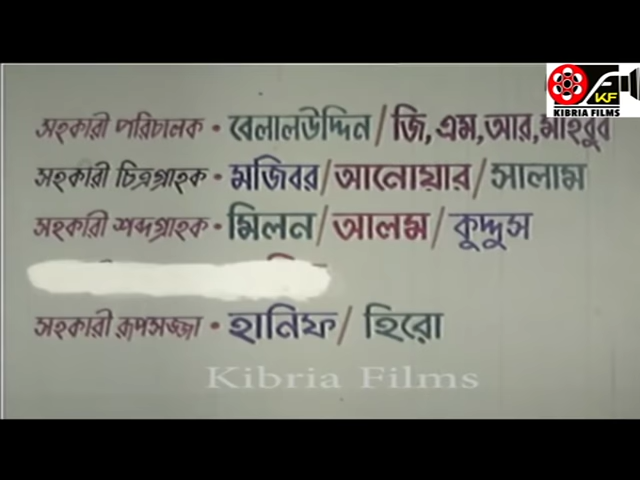 KF
KIBRIA FILMS
সহকারী পরিচালক • বেলালউদ্দিন/জি,এম,আর,মাহবুব
সহকারী চিত্রগ্রাহক • মজিবর/আনোয়ার/সালাম
সহকারী শব্দগ্রাহক • মিলন/আলম/কুদ্দুস
সহকারী রূপসজ্জা • হানিফ/হিরো
Kibria Films